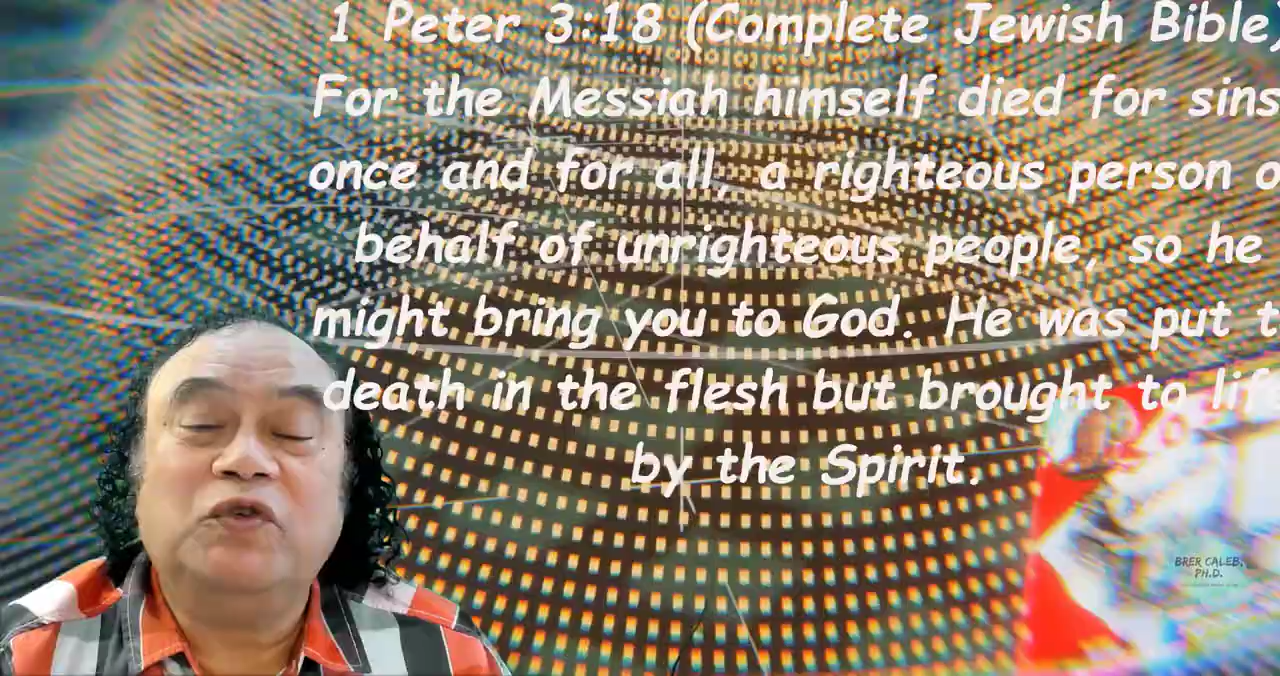 1 Peter 3:18 (Complete Jewish Bible)
For the Messiah himself died for sins
once and for all, a righteous person o
behalf of unrighteous people, so he
might bring you to God. He was put t
death in the flesh but brought to life
by the Spirit.
BRER CALEB,
PH.D.